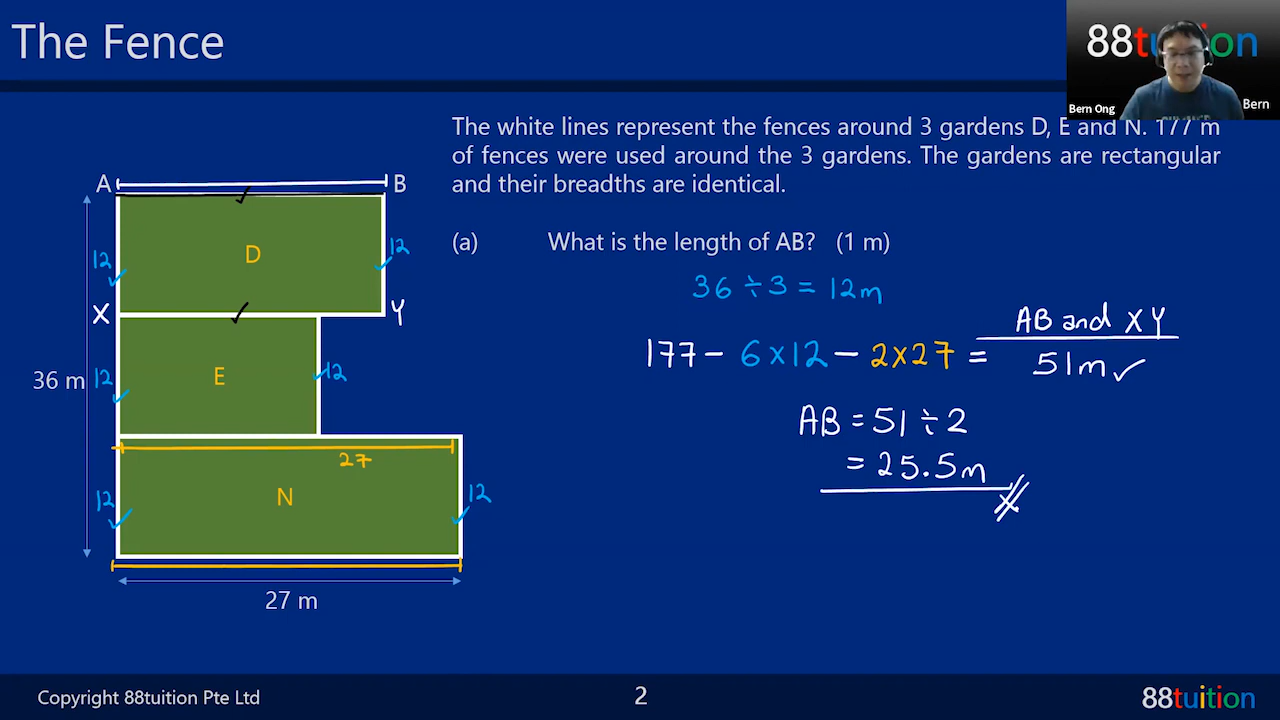 The Fence
88tuition
Bern Ong
Bern
The white lines represent the fences around 3 gardens D, E and N. 177 m
of fences were used around the 3 gardens. The gardens are rectangular
and their breadths are identical.
(a) What is the length of AB? (1 m)
36 ÷ 3 = 12m
177 - 6×12 - 2×27 = AB and XY
51m ✓
AB = 51 ÷ 2
= 25.5m
A B
12 D 12
X Y
36 m 12 E 12
27
12 N 12
27 m
Copyright 88tuition Pte Ltd
2
88tuition